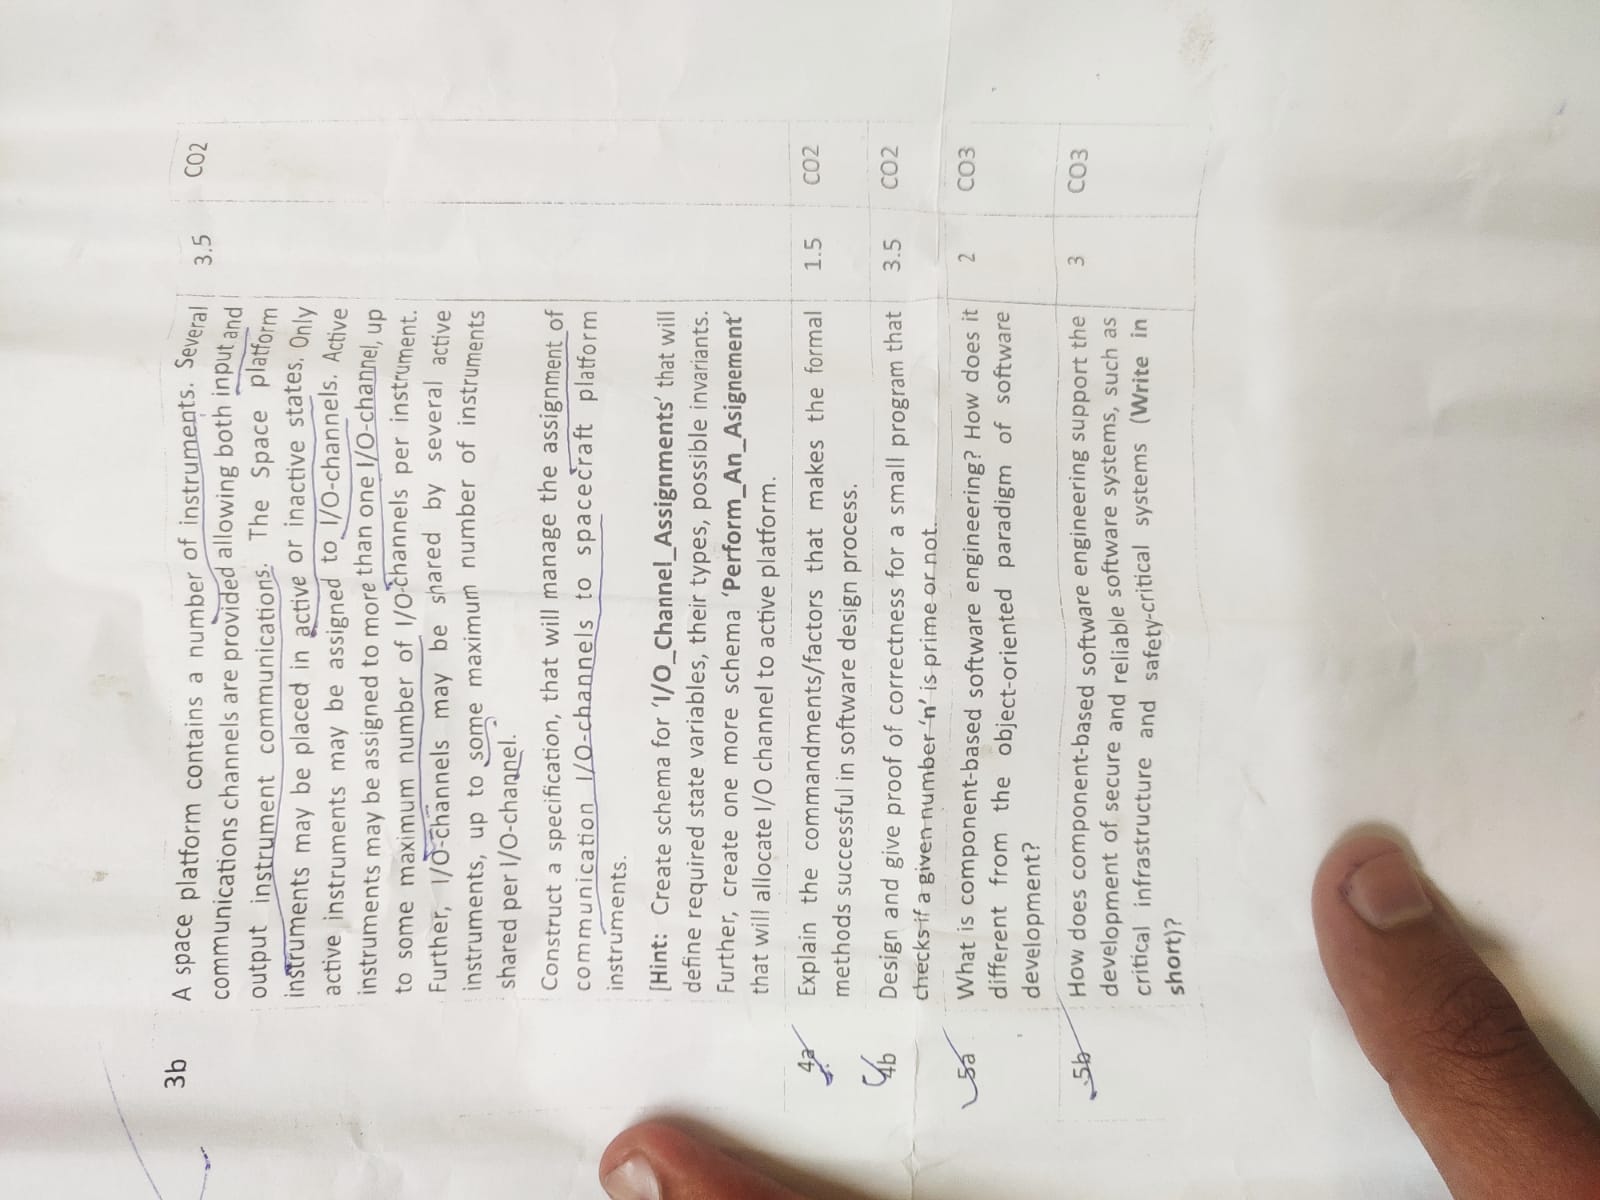 3b A space platform contains a number of instruments. Several 3.5 CO2
communications channels are provided allowing both input and
output instrument communications. The Space platform
instruments may be placed in active or inactive states. Only
active instruments may be assigned to I/O-channels. Active
instruments may be assigned to more than one I/O-channel, up
to some maximum number of I/O-channels per instrument.
Further, I/O-channels may be shared by several active
instruments, up to some maximum number of instruments
shared per I/O-channel.
Construct a specification, that will manage the assignment of
communication I/O-channels to spacecraft platform
instruments.
[Hint: Create schema for 'I/O_Channel_Assignments' that will
define required state variables, their types, possible invariants.
Further, create one more schema 'Perform_An_Asignement'
that will allocate I/O channel to active platform.
4a Explain the commandments/factors that makes the formal 1.5 CO2
methods successful in software design process.
4b Design and give proof of correctness for a small program that 3.5 CO2
checks if a given number 'n' is prime or not.
5a What is component-based software engineering? How does it 2 CO3
different from the object-oriented paradigm of software
development?
5b How does component-based software engineering support the 3 CO3
development of secure and reliable software systems, such as
critical infrastructure and safety-critical systems (Write in
short)?